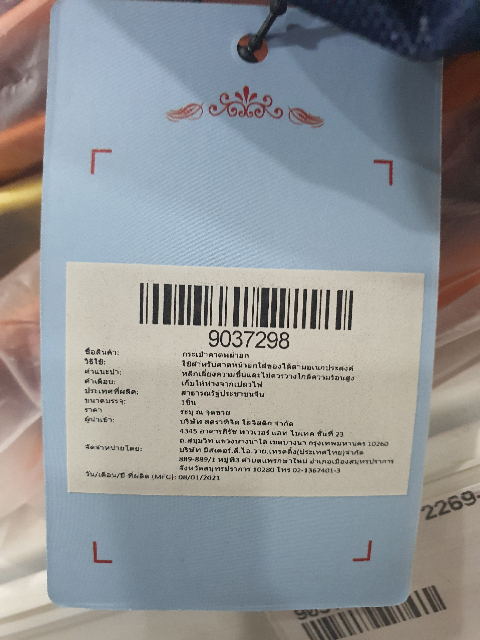 9037298
ชื่อสินค้า: กระเป๋าคาดหน้าอก
วิธีใช้: ใช้สำหรับคาดหน้าอกใส่ของได้ตามอเนกประสงค์
คำแนะนำ: หลีกเลี่ยงความชื้นและไม่ควรวางใกล้ความร้อนสูง
คำเตือน: เก็บให้ห่างจากเปลวไฟ
ประเทศที่ผลิต: สาธารณรัฐประชาชนจีน
ขนาดบรรจุ: 1ชิ้น
ราคา ระบุ ณ จุดขาย
ผู้นำเข้า: บริษัท สตราทิจิค โลจิสติก จำกัด
4345 อาคารภิรัช ทาวเวอร์ แอท ไบเทค ชั้นที่ 23
ถ.สุขุมวิท แขวงบางนาใต้ เขตบางนา กรุงเทพมหานคร 10260
จัดจำหน่ายโดย: บริษัท มิสเตอร์.ดี.ไอ.วาย.เทรดดิ้ง(ประเทศไทย)จำกัด
889-889/1 หมู่ที่3 ตำบลแพรกษาใหม่ อำเภอเมืองสมุทรปราการ
จังหวัดสมุทรปราการ 10280 โทร 02-1362401-3
วัน/เดือน/ปี ที่ผลิต (MFG): 08/01/2021
2269-